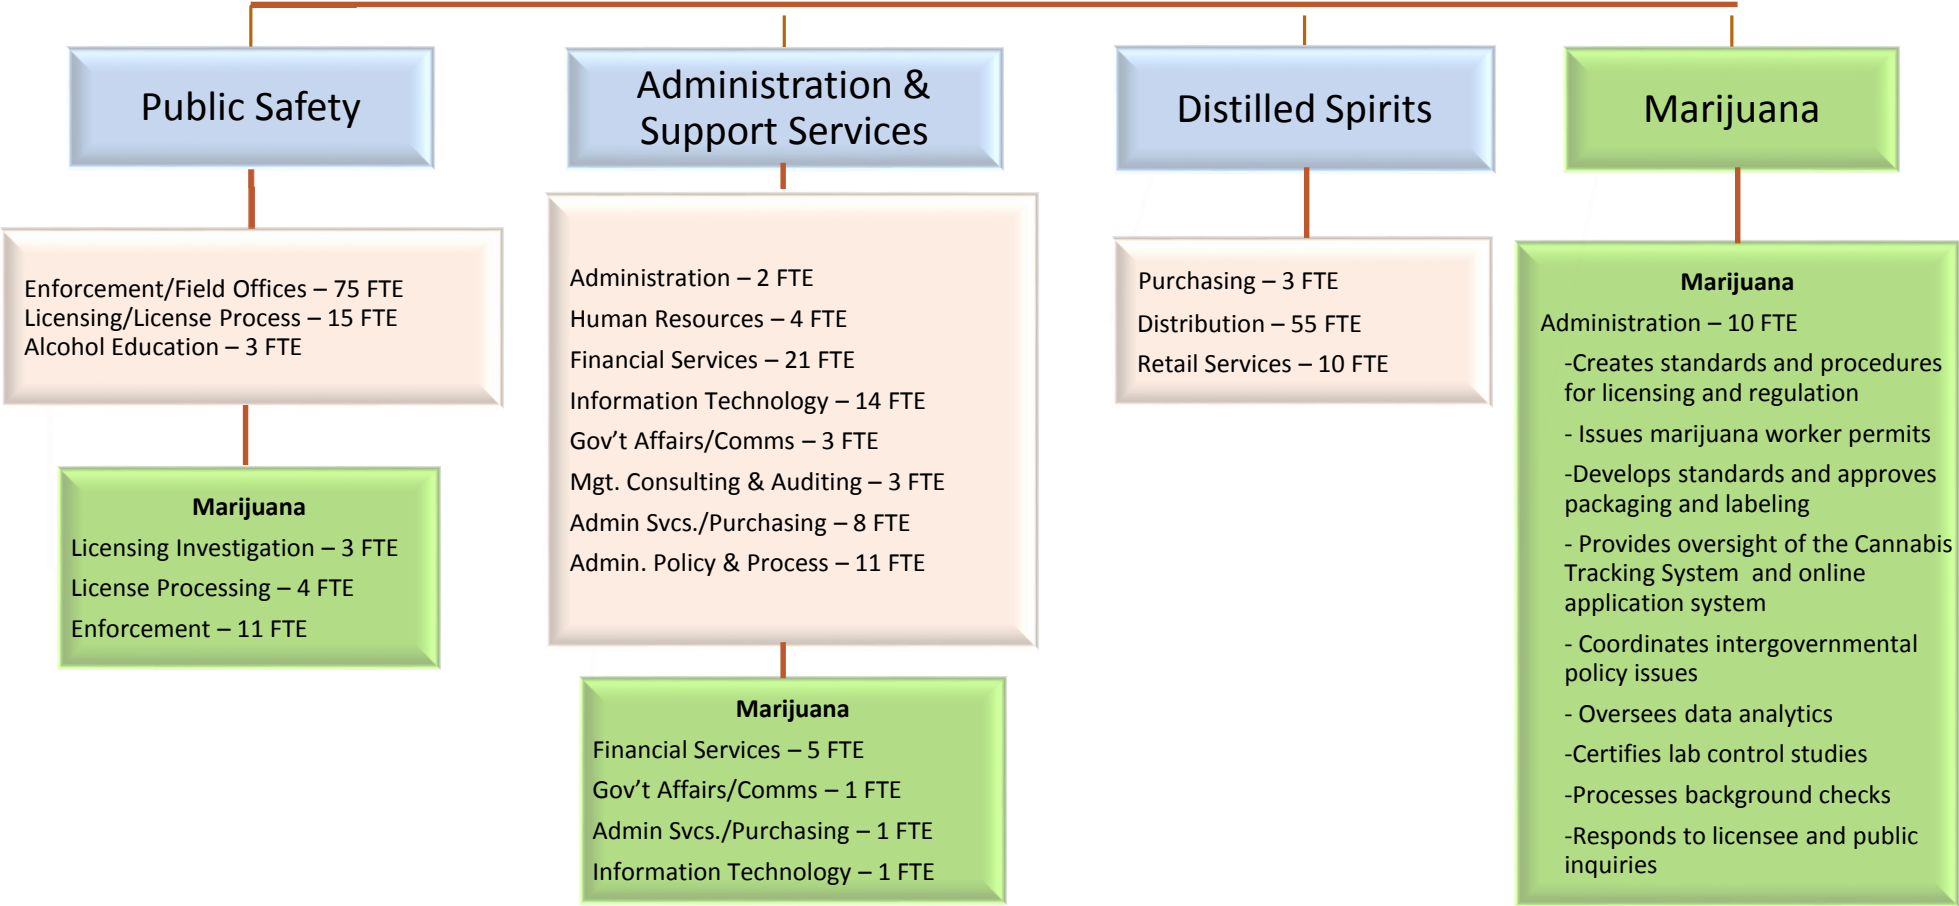 Public Safety
Enforcement/Field Offices – 75 FTE
Licensing/License Process – 15 FTE
Alcohol Education – 3 FTE
Marijuana
Licensing Investigation – 3 FTE
License Processing – 4 FTE
Enforcement – 11 FTE
Administration &
Support Services
Administration – 2 FTE
Human Resources – 4 FTE
Financial Services – 21 FTE
Information Technology – 14 FTE
Gov’t Affairs/Comms – 3 FTE
Mgt. Consulting & Auditing – 3 FTE
Admin Svcs./Purchasing – 8 FTE
Admin. Policy & Process – 11 FTE
Marijuana
Financial Services – 5 FTE
Gov’t Affairs/Comms – 1 FTE
Admin Svcs./Purchasing – 1 FTE
Information Technology – 1 FTE
Distilled Spirits
Purchasing – 3 FTE
Distribution – 55 FTE
Retail Services – 10 FTE
Marijuana
Marijuana
Administration – 10 FTE
-Creates standards and procedures
for licensing and regulation
- Issues marijuana worker permits
-Develops standards and approves
packaging and labeling
- Provides oversight of the Cannabis
Tracking System and online
application system
- Coordinates intergovernmental
policy issues
- Oversees data analytics
-Certifies lab control studies
-Processes background checks
-Responds to licensee and public
inquiries